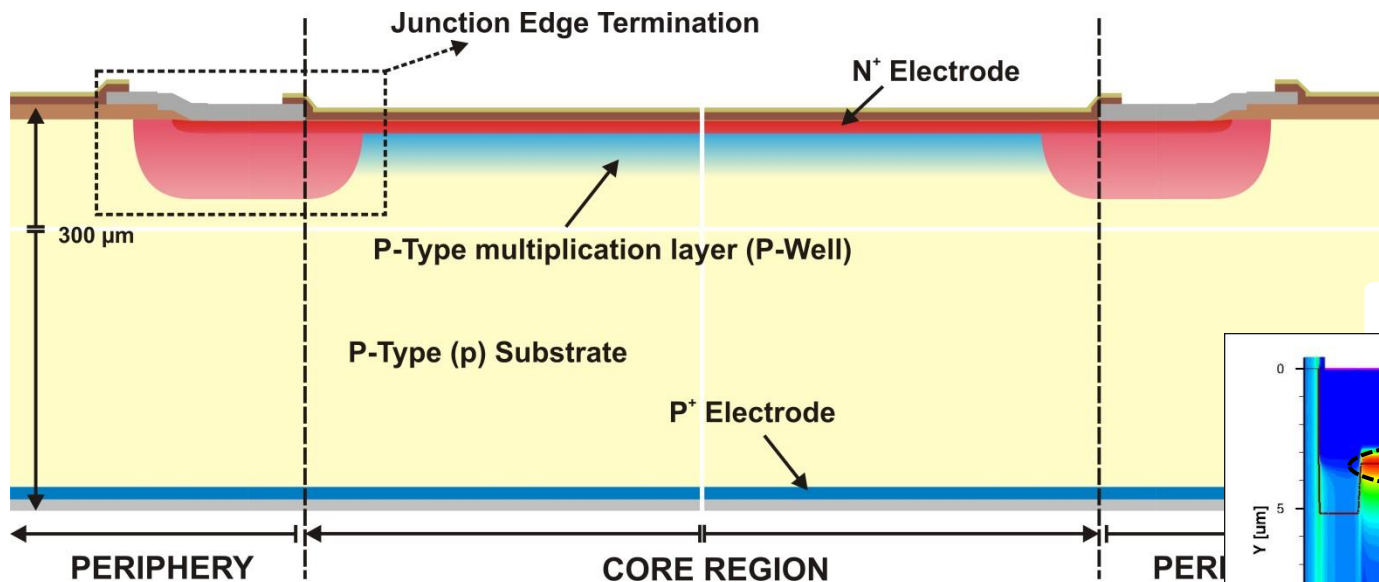 Junction Edge Termination
N⁺ Electrode
300 µm
P-Type multiplication layer (P-Well)
P-Type (p) Substrate
P⁺ Electrode
0
5
Y [um]
PERIPHERY
CORE REGION
PERI